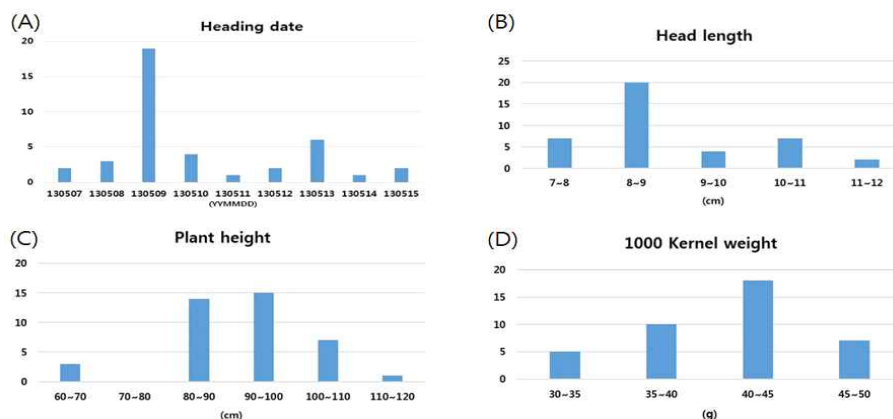 (A)
Heading date
20
15
10
5
0
130507 130508 130509 130510 130511 130512 130513 130514 130515
(YYMMDD)
(B)
Head length
25
20
15
10
5
0
7~8 8~9 9~10 10~11 11~12
(cm)
(C)
Plant height
20
15
10
5
0
60~70 70~80 80~90 90~100 100~110 110~120
(cm)
(D)
1000 Kernel weight
20
15
10
5
0
30~35 35~40 40~45 45~50
(g)